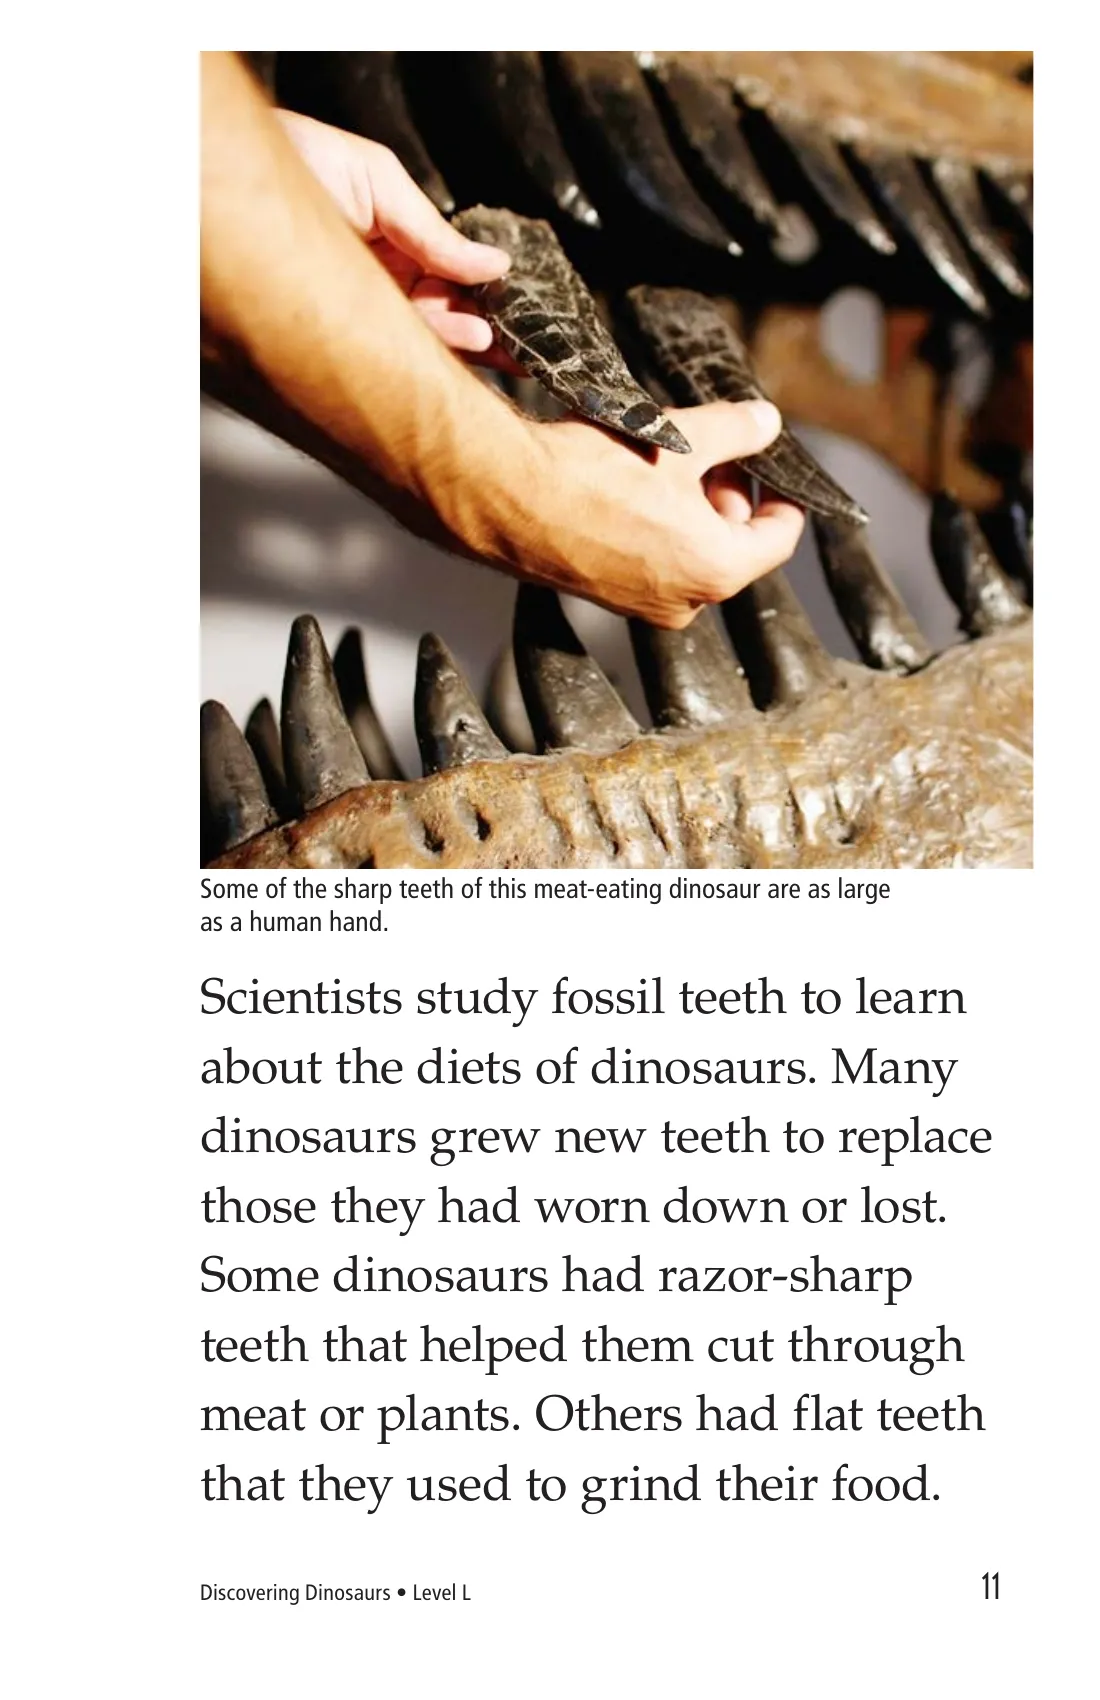 Some of the sharp teeth of this meat-eating dinosaur are as large
as a human hand.
Scientists study fossil teeth to learn
about the diets of dinosaurs. Many
dinosaurs grew new teeth to replace
those they had worn down or lost.
Some dinosaurs had razor-sharp
teeth that helped them cut through
meat or plants. Others had flat teeth
that they used to grind their food.
Discovering Dinosaurs • Level L 11